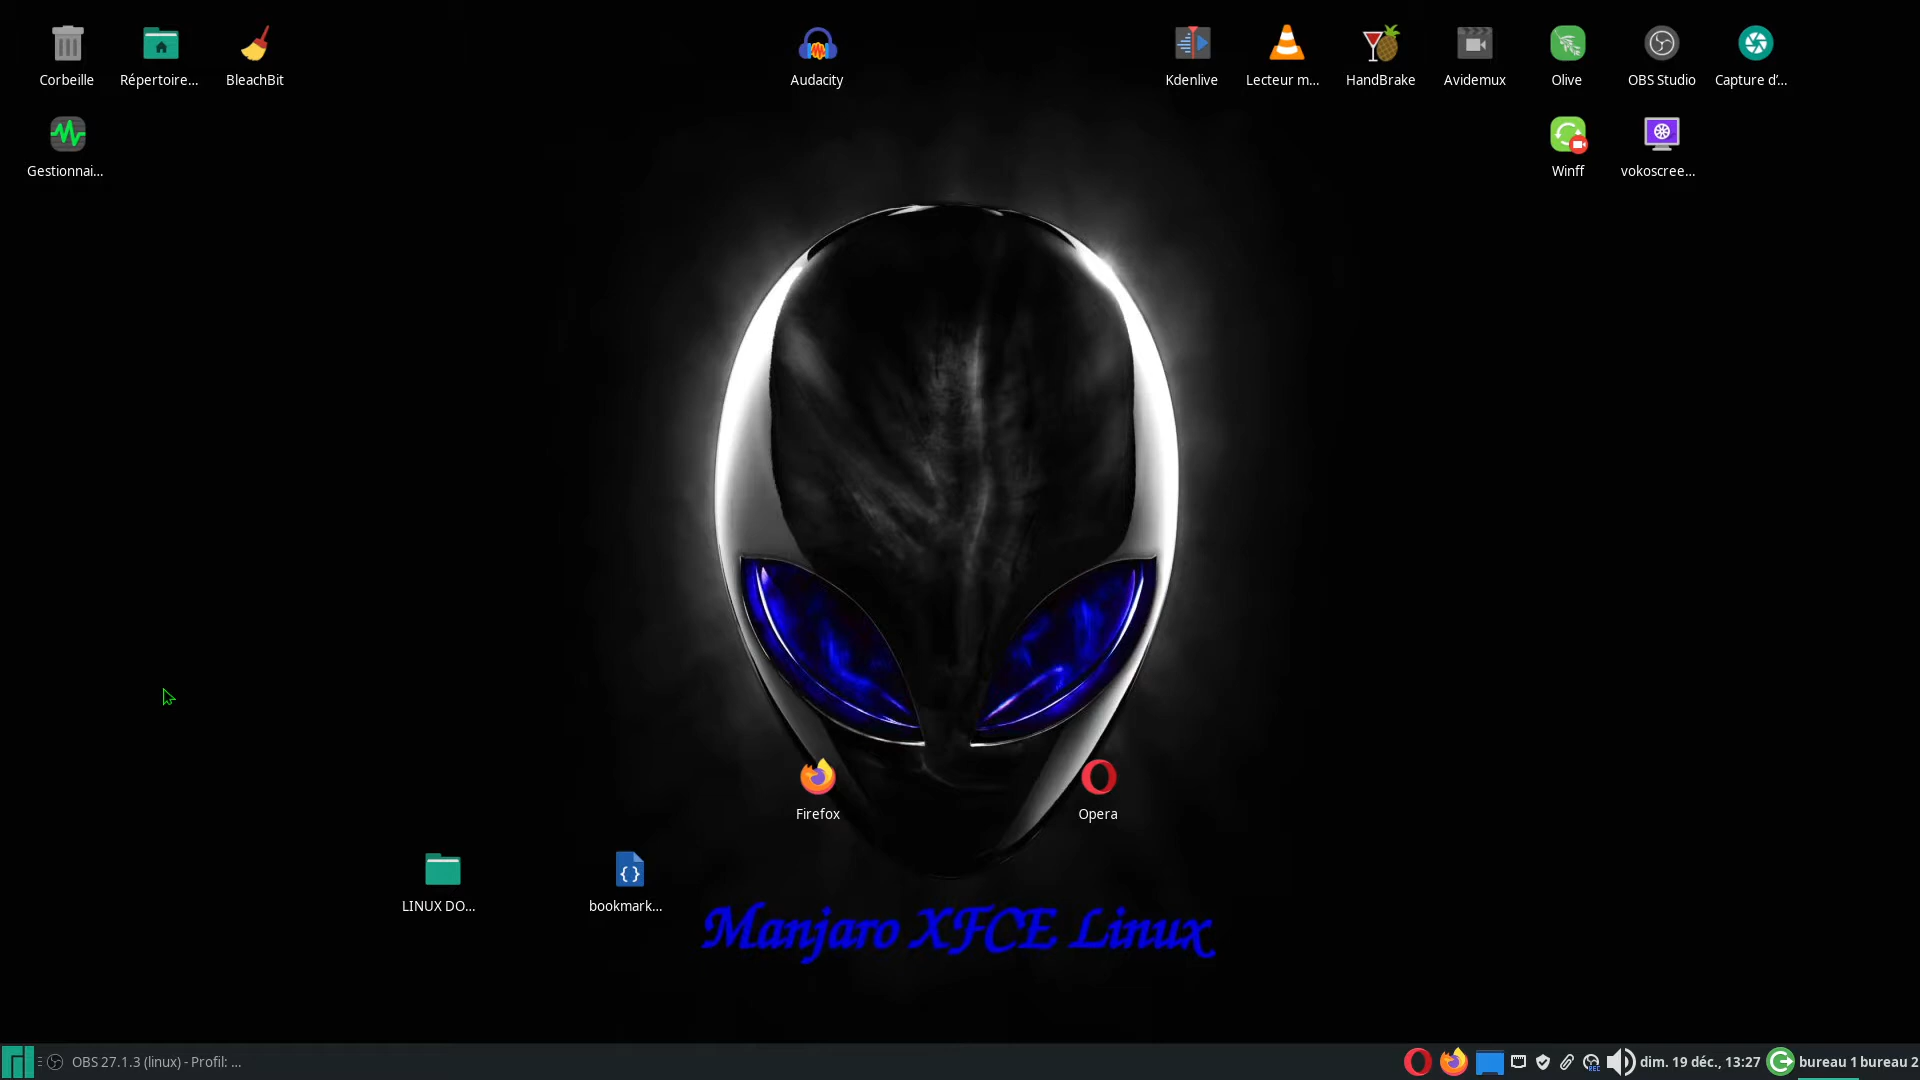 Corbeille Répertoire... BleachBit Audacity Kdenlive Lecteur m... HandBrake Avidemux Olive OBS Studio Capture d'...
Gestionnai... Winff vokoscree...
Firefox Opera
LINUX DO... bookmark...
Manjaro XFCE Linux
OBS 27.1.3 (linux) - Profil: ... REC dim. 19 déc., 13:27 bureau 1 bureau 2